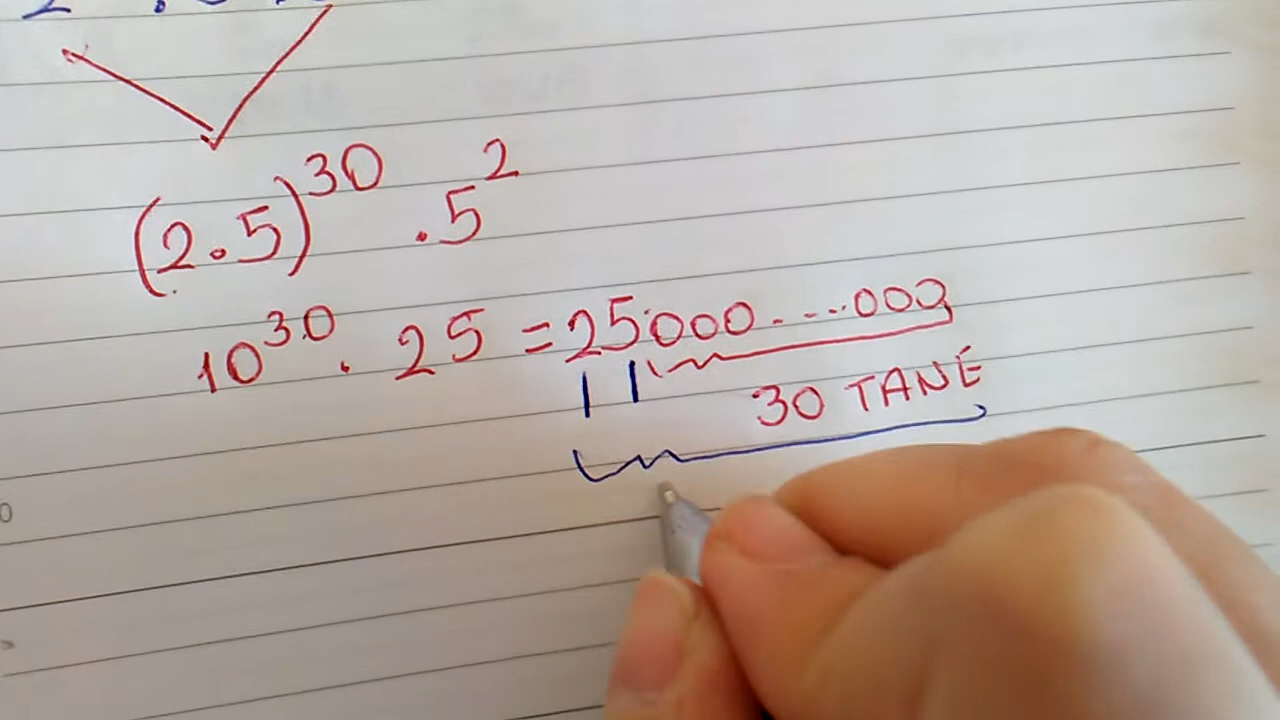 (2.5)³⁰ .5²
10³⁰. 25 = 25000....000
30 TANE